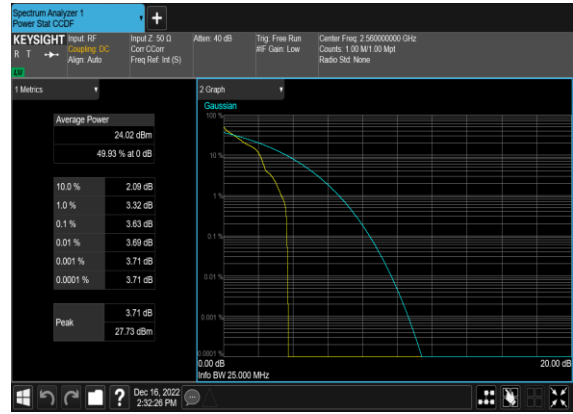 Spectrum Analyzer 1
Power Stat CCDF
+
KEYSIGHT
R T
LVI
Input: RF
Coupling: DC
Align: Auto
Input Z: 50 Ω
Corr CCorr
Freq Ref: Int (S)
Atten: 40 dB
Trig: Free Run
#IF Gain: Low
Center Freq: 2.560000000 GHz
Counts: 1.00 M/1.00 Mpt
Radio Std: None
1 Metrics
Average Power
24.02 dBm
49.93 % at 0 dB
10.0 % 2.09 dB
1.0 % 3.32 dB
0.1 % 3.63 dB
0.01 % 3.69 dB
0.001 % 3.71 dB
0.0001 % 3.71 dB
Peak
3.71 dB
27.73 dBm
2 Graph
Gaussian
100 %
10 %
1 %
0.1 %
0.01 %
0.001 %
0.0001 %
0.00 dB 20.00 dB
Info BW 25.000 MHz
?
Dec 16, 2022
2:32:26 PM